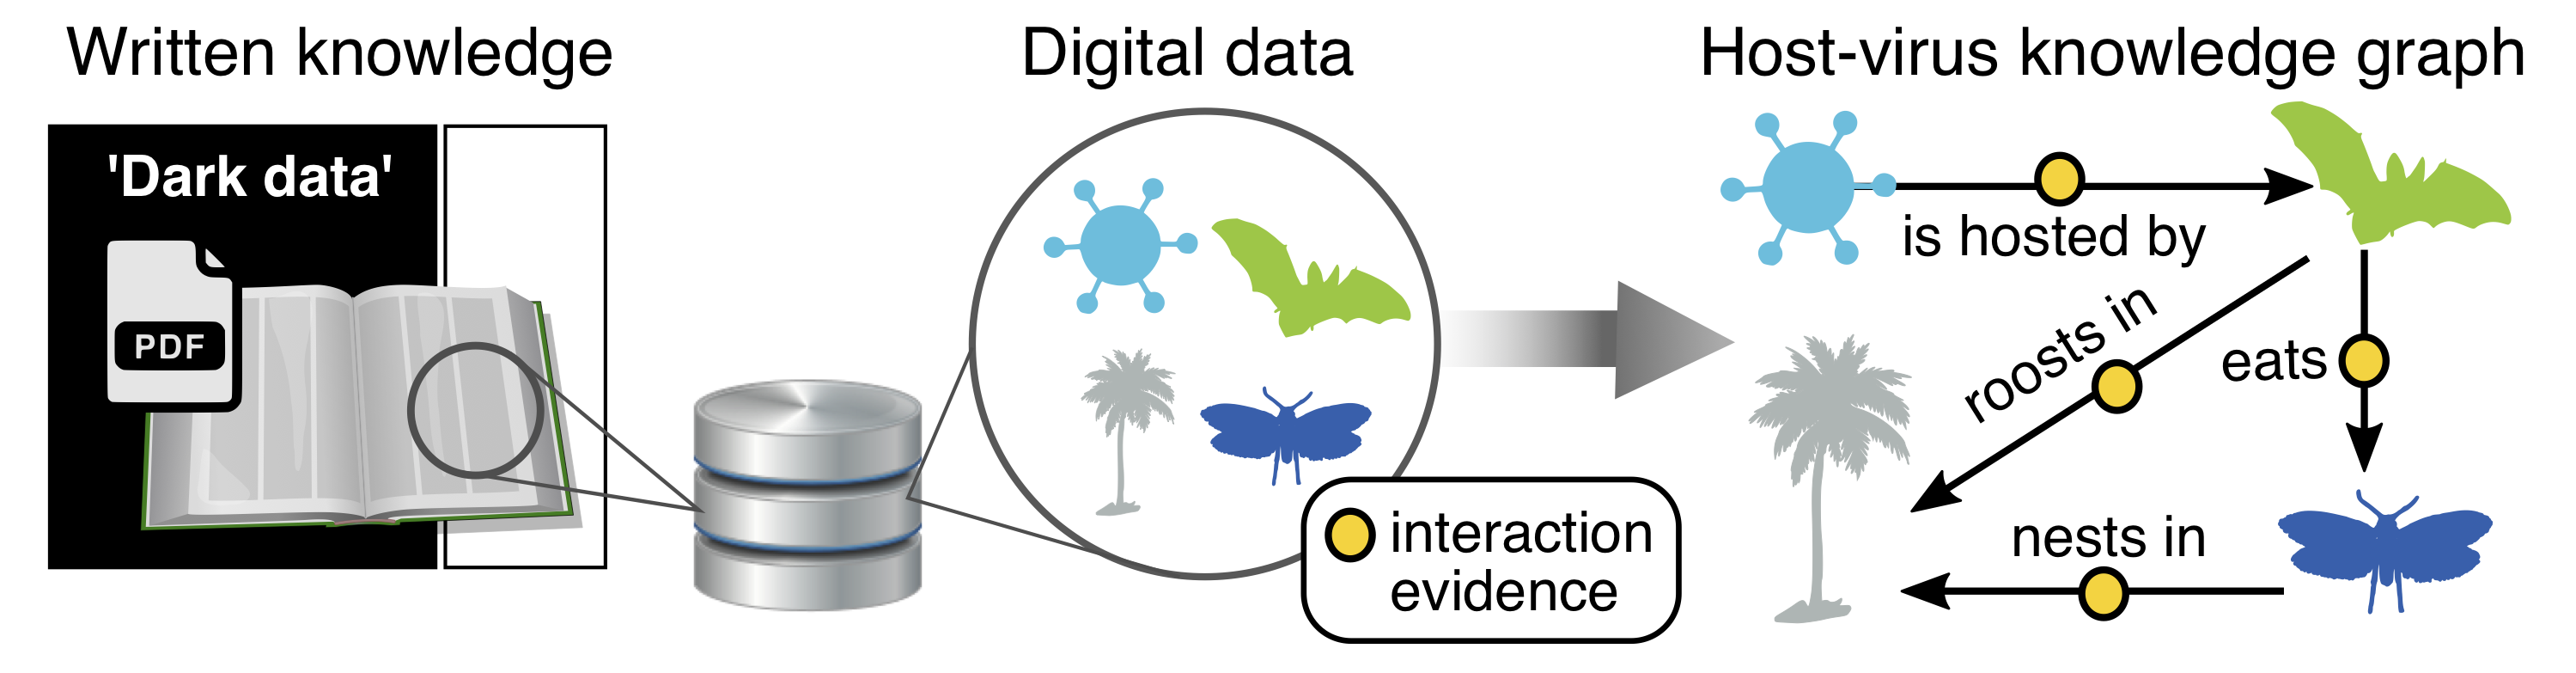 Written knowledge
'Dark data'
PDF
Digital data
interaction
evidence
Host-virus knowledge graph
is hosted by
roosts in
eats
nests in